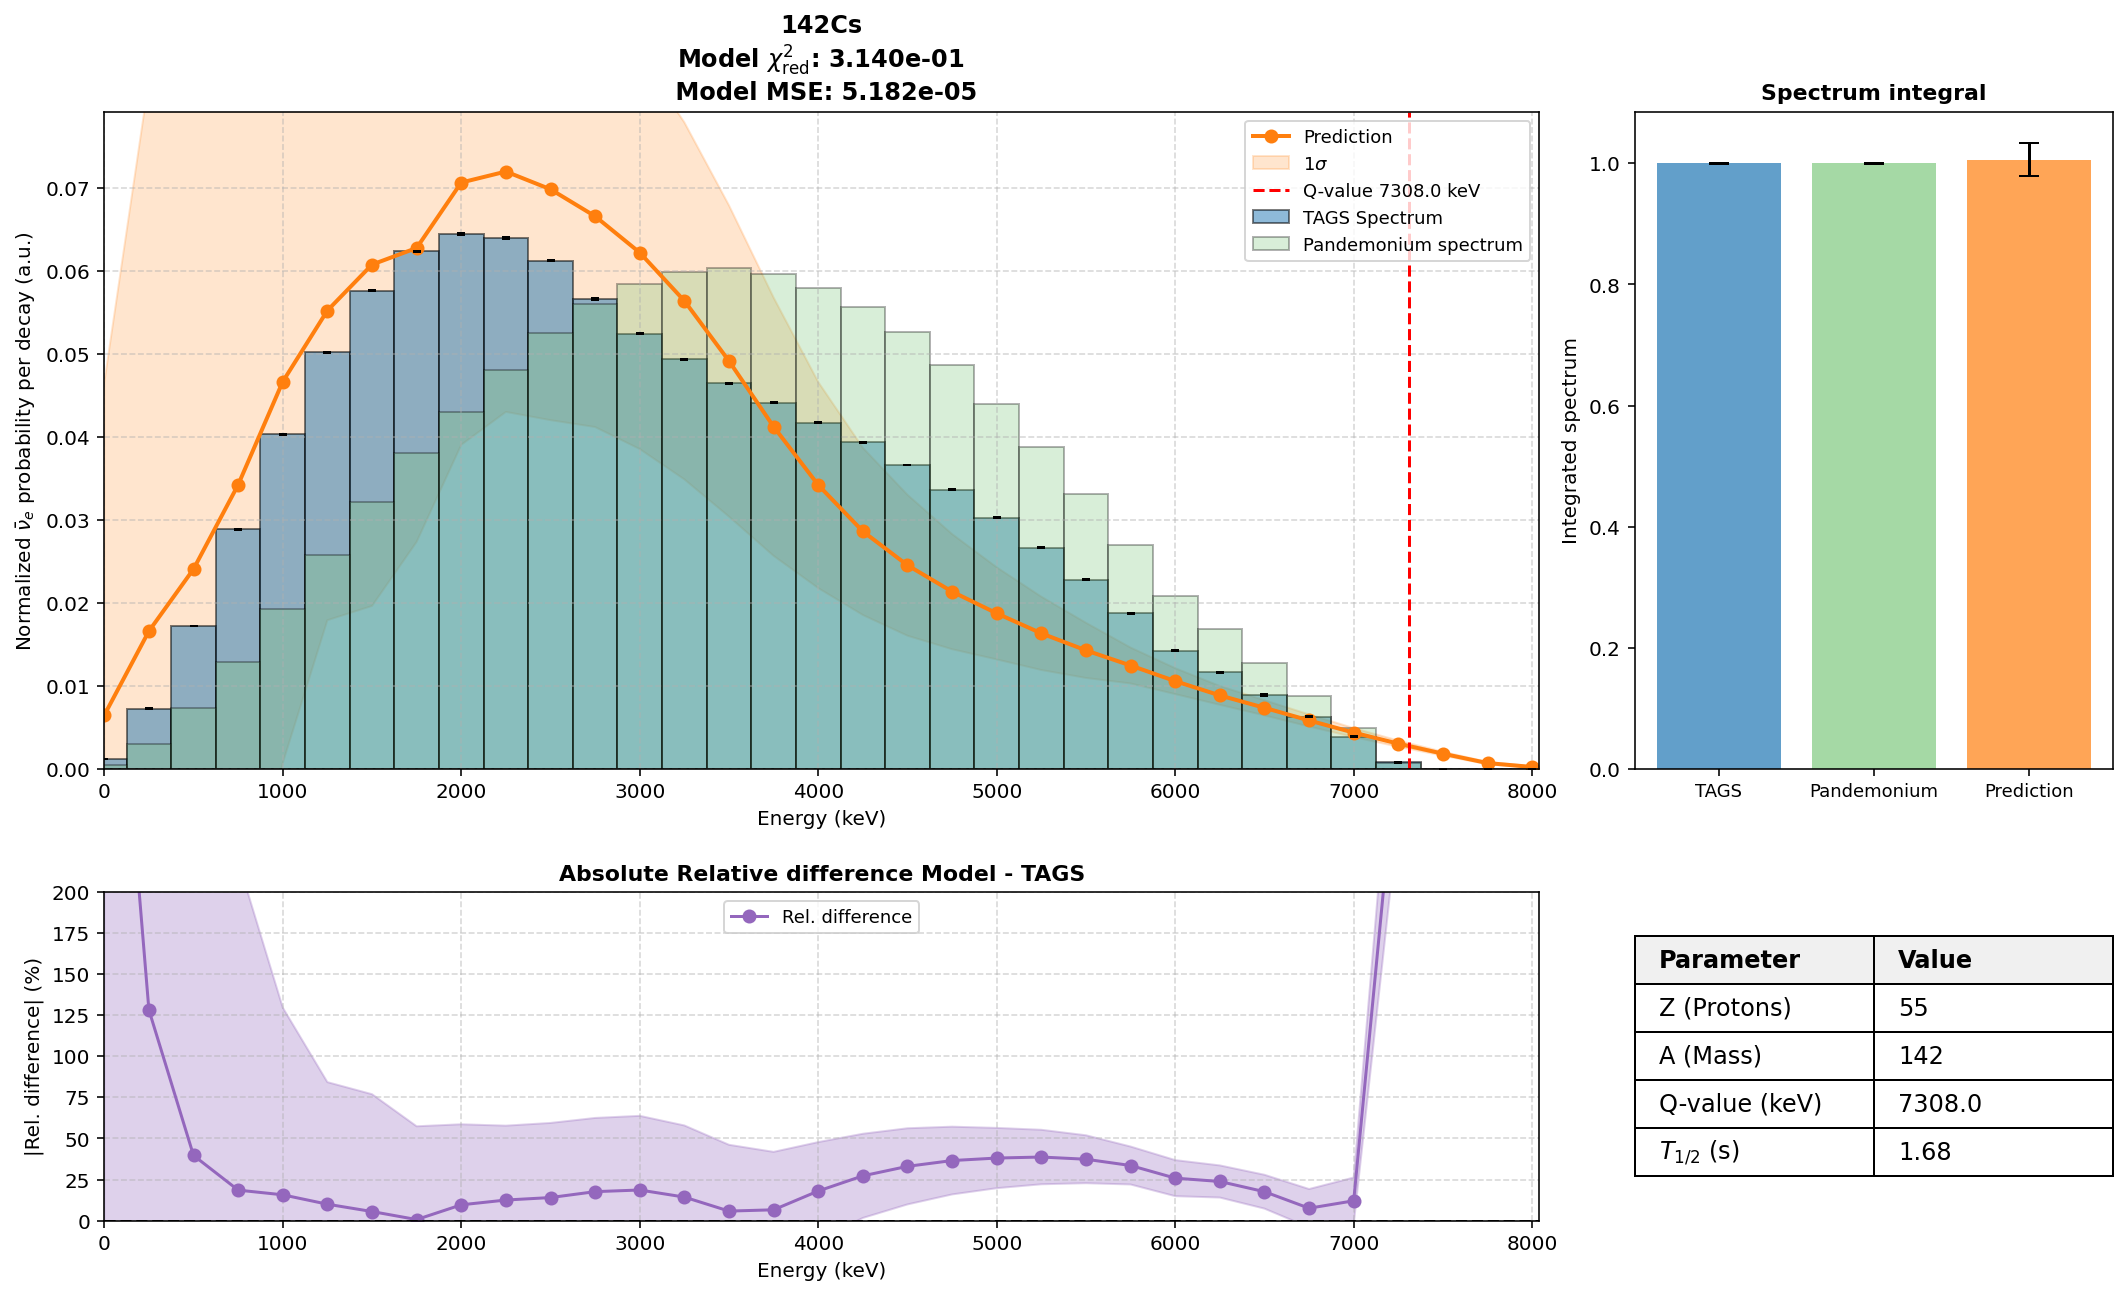 142Cs
Model χ²red: 3.140e-01
Model MSE: 5.182e-05
Normalized ν̄e probability per decay (a.u.)
0.07
0.06
0.05
0.04
0.03
0.02
0.01
0.00
0 1000 2000 3000 4000 5000 6000 7000 8000
Energy (keV)
Prediction
1σ
Q-value 7308.0 keV
TAGS Spectrum
Pandemonium spectrum
Spectrum integral
Integrated spectrum
1.0
0.8
0.6
0.4
0.2
0.0
TAGS Pandemonium Prediction
Absolute Relative difference Model - TAGS
|Rel. difference| (%)
200
175
150
125
100
75
50
25
0
Rel. difference
0 1000 2000 3000 4000 5000 6000 7000 8000
Energy (keV)
Parameter Value
Z (Protons) 55
A (Mass) 142
Q-value (keV) 7308.0
T1/2 (s) 1.68